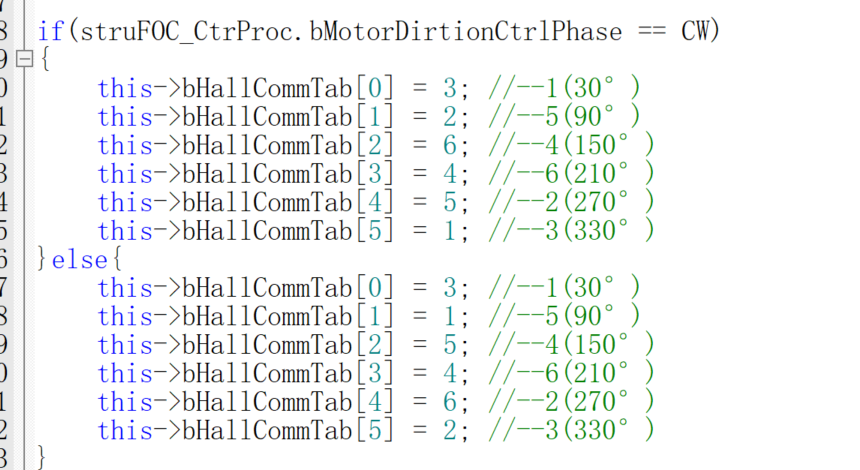 8 if(struFOC_CtrProc.bMotorDirtionCtrlPhase == CW)
9 {
0 this->bHallCommTab[0] = 3; //--1(30° )
1 this->bHallCommTab[1] = 2; //--5(90° )
2 this->bHallCommTab[2] = 6; //--4(150° )
3 this->bHallCommTab[3] = 4; //--6(210° )
4 this->bHallCommTab[4] = 5; //--2(270° )
5 this->bHallCommTab[5] = 1; //--3(330° )
6 }else{
7 this->bHallCommTab[0] = 3; //--1(30° )
8 this->bHallCommTab[1] = 1; //--5(90° )
9 this->bHallCommTab[2] = 5; //--4(150° )
0 this->bHallCommTab[3] = 4; //--6(210° )
1 this->bHallCommTab[4] = 6; //--2(270° )
2 this->bHallCommTab[5] = 2; //--3(330° )
3 }